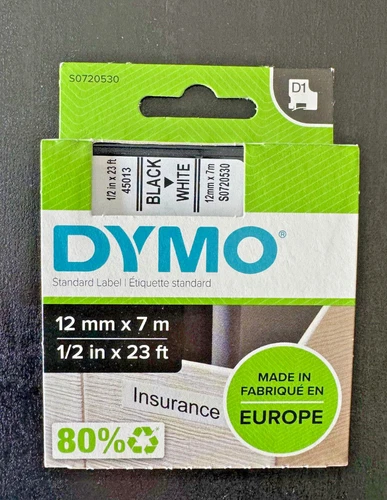 S0720530
D1
1/2 in x 23 ft
45013
BLACK
WHITE
12mm x 7m
S0720530
DYMO®
Standard Label | Étiquette standard
12 mm x 7 m
1/2 in x 23 ft
Insurance
MADE IN
FABRIQUÉ EN
EUROPE
80%